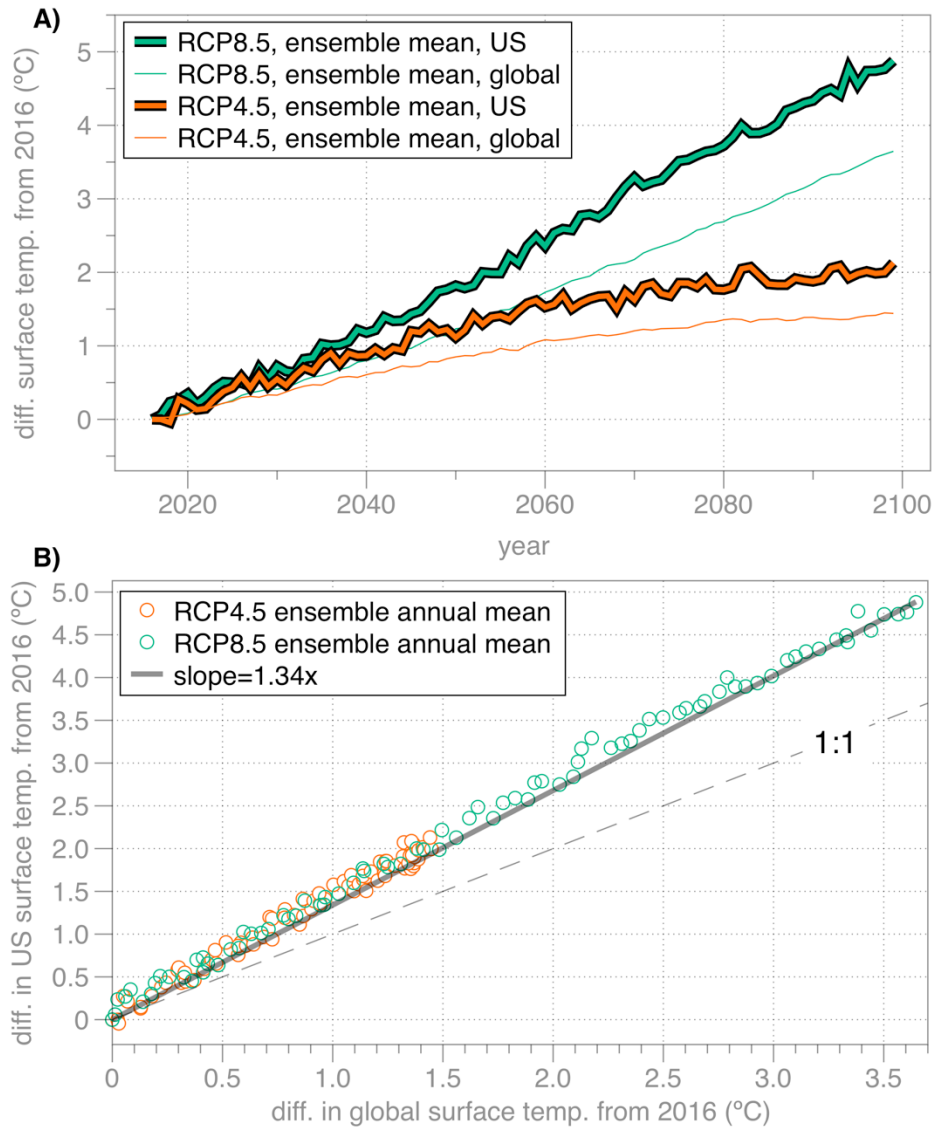 A)
RCP8.5, ensemble mean, US
RCP8.5, ensemble mean, global
RCP4.5, ensemble mean, US
RCP4.5, ensemble mean, global
diff. surface temp. from 2016 (ºC)
5
4
3
2
1
0
2020 2040 2060 2080 2100
year
B)
RCP4.5 ensemble annual mean
RCP8.5 ensemble annual mean
slope=1.34x
1:1
diff. in US surface temp. from 2016 (ºC)
5.0
4.5
4.0
3.5
3.0
2.5
2.0
1.5
1.0
0.5
0
0 0.5 1.0 1.5 2.0 2.5 3.0 3.5
diff. in global surface temp. from 2016 (ºC)